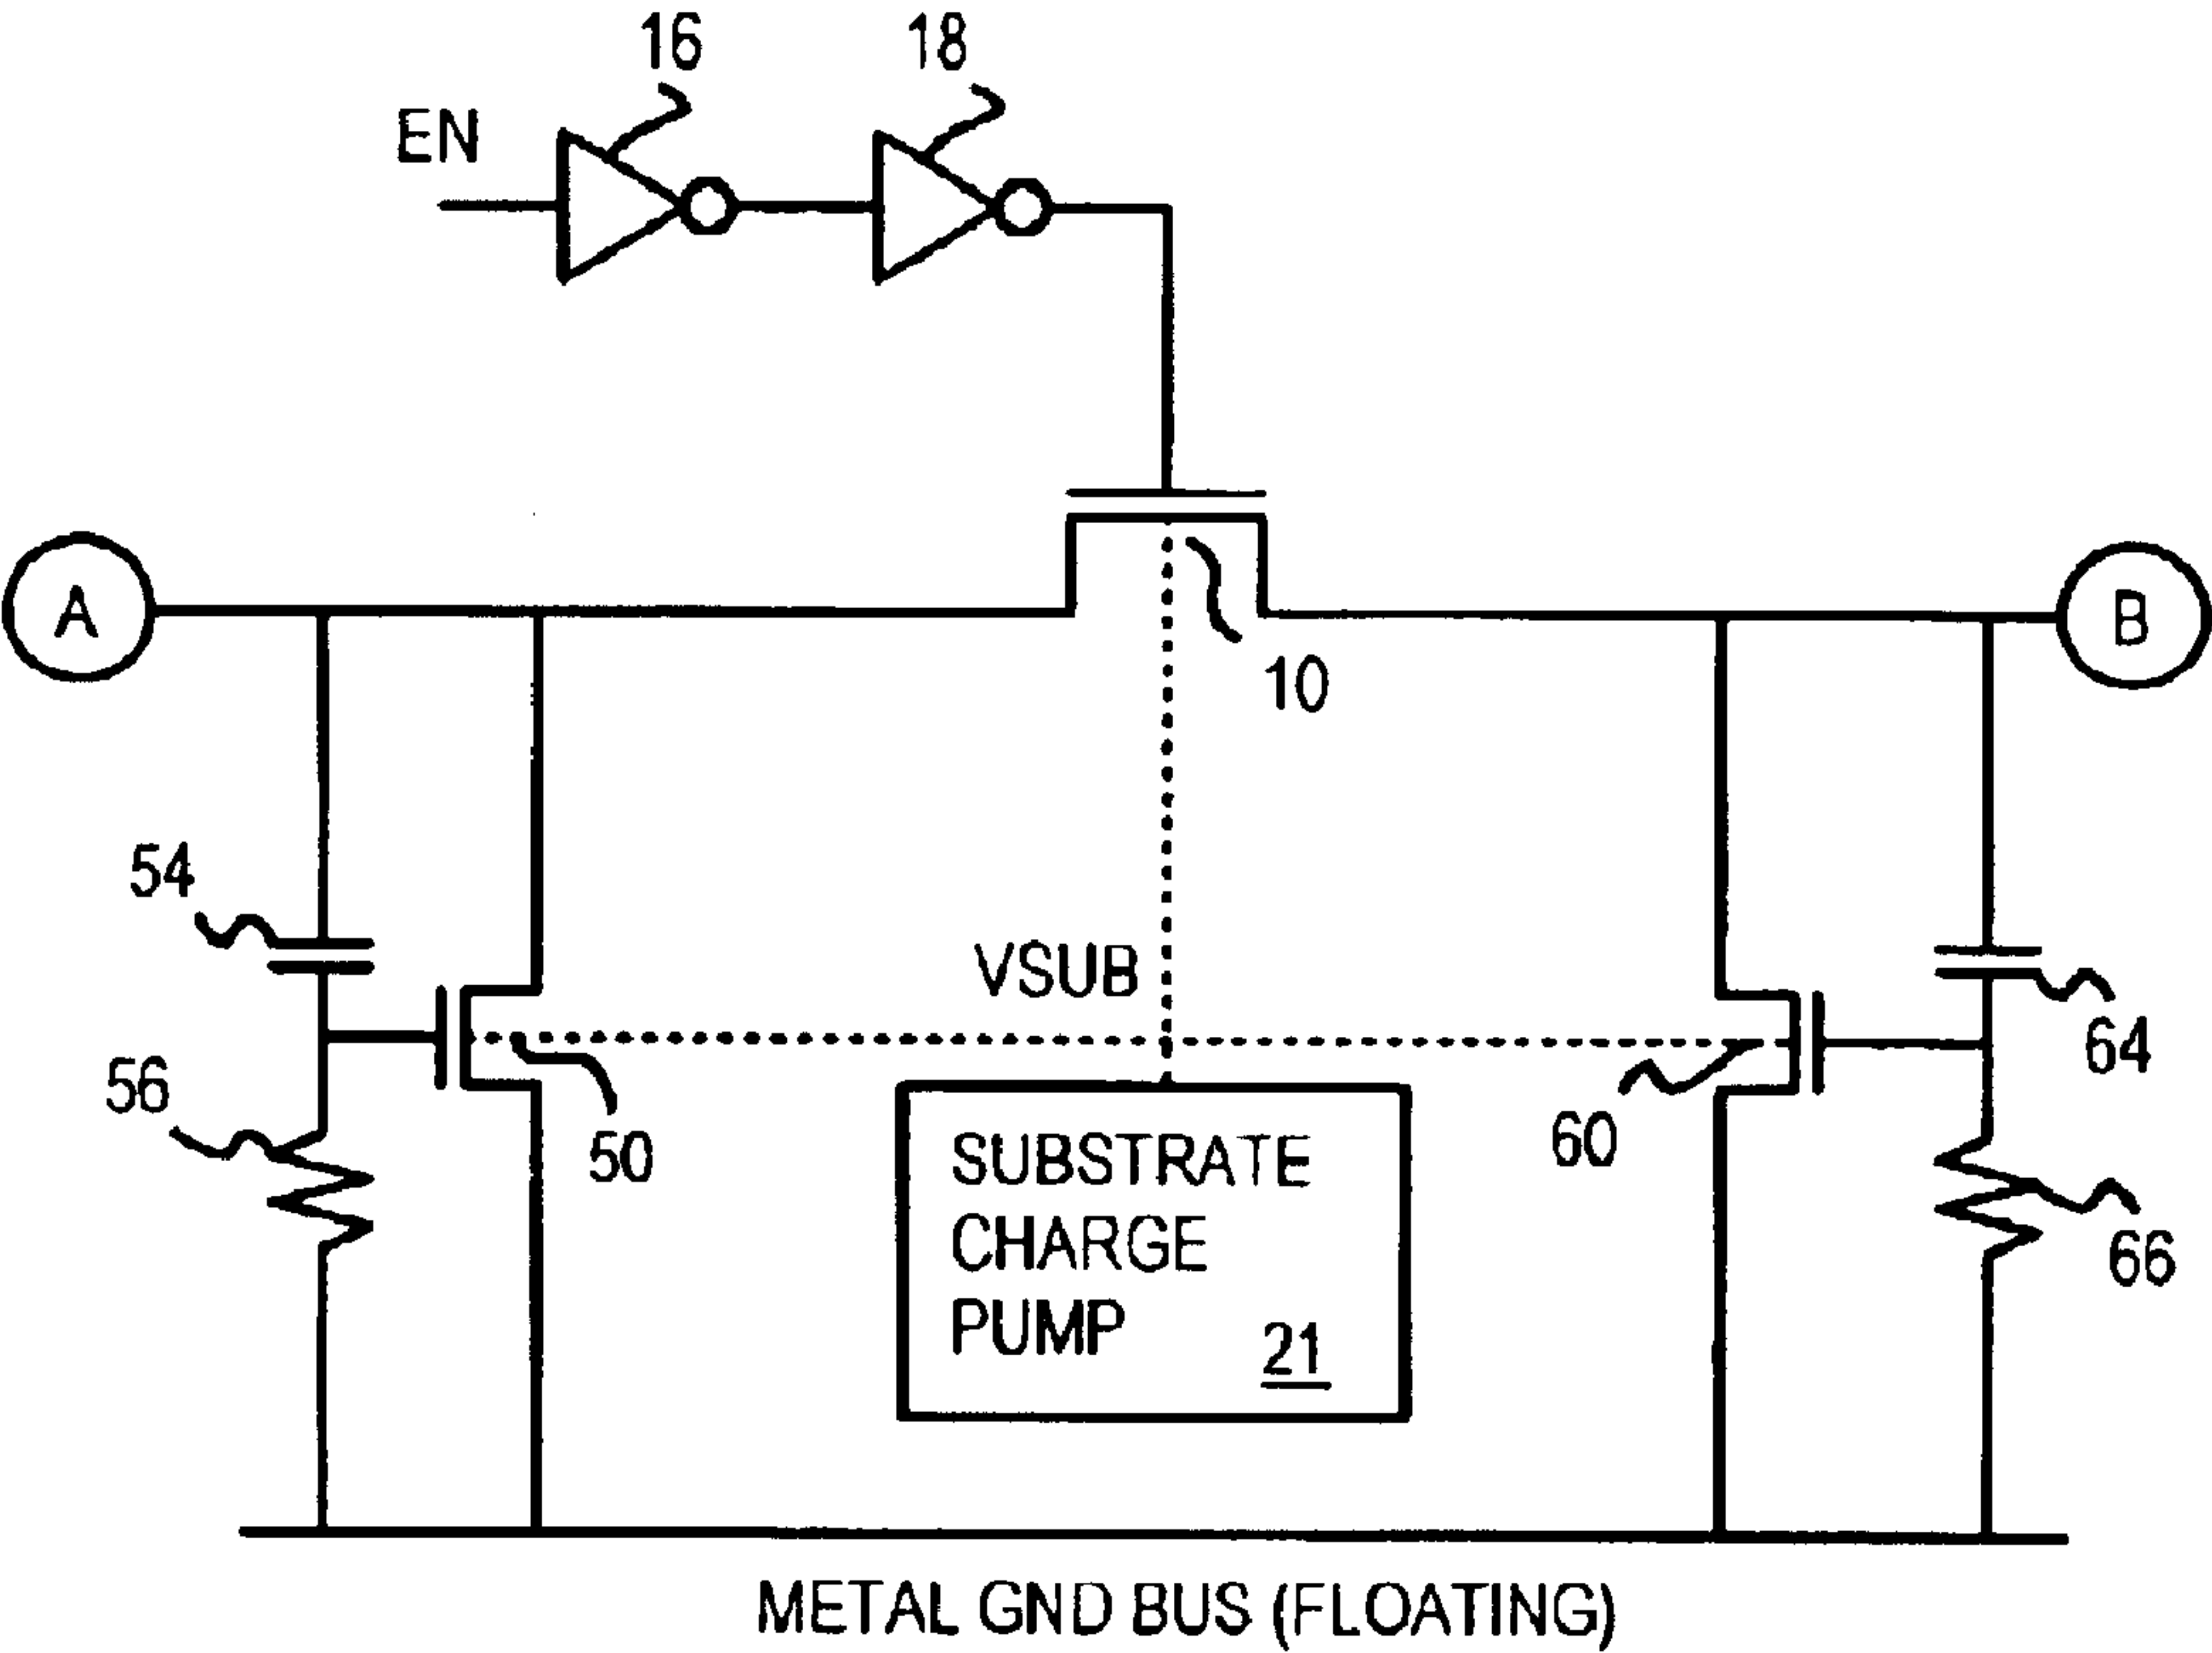 16
18
EN
A
B
10
54
VSUB
64
56
50
60
SUBSTRATE
CHARGE
PUMP
21
66
METAL GND BUS (FLOATING)